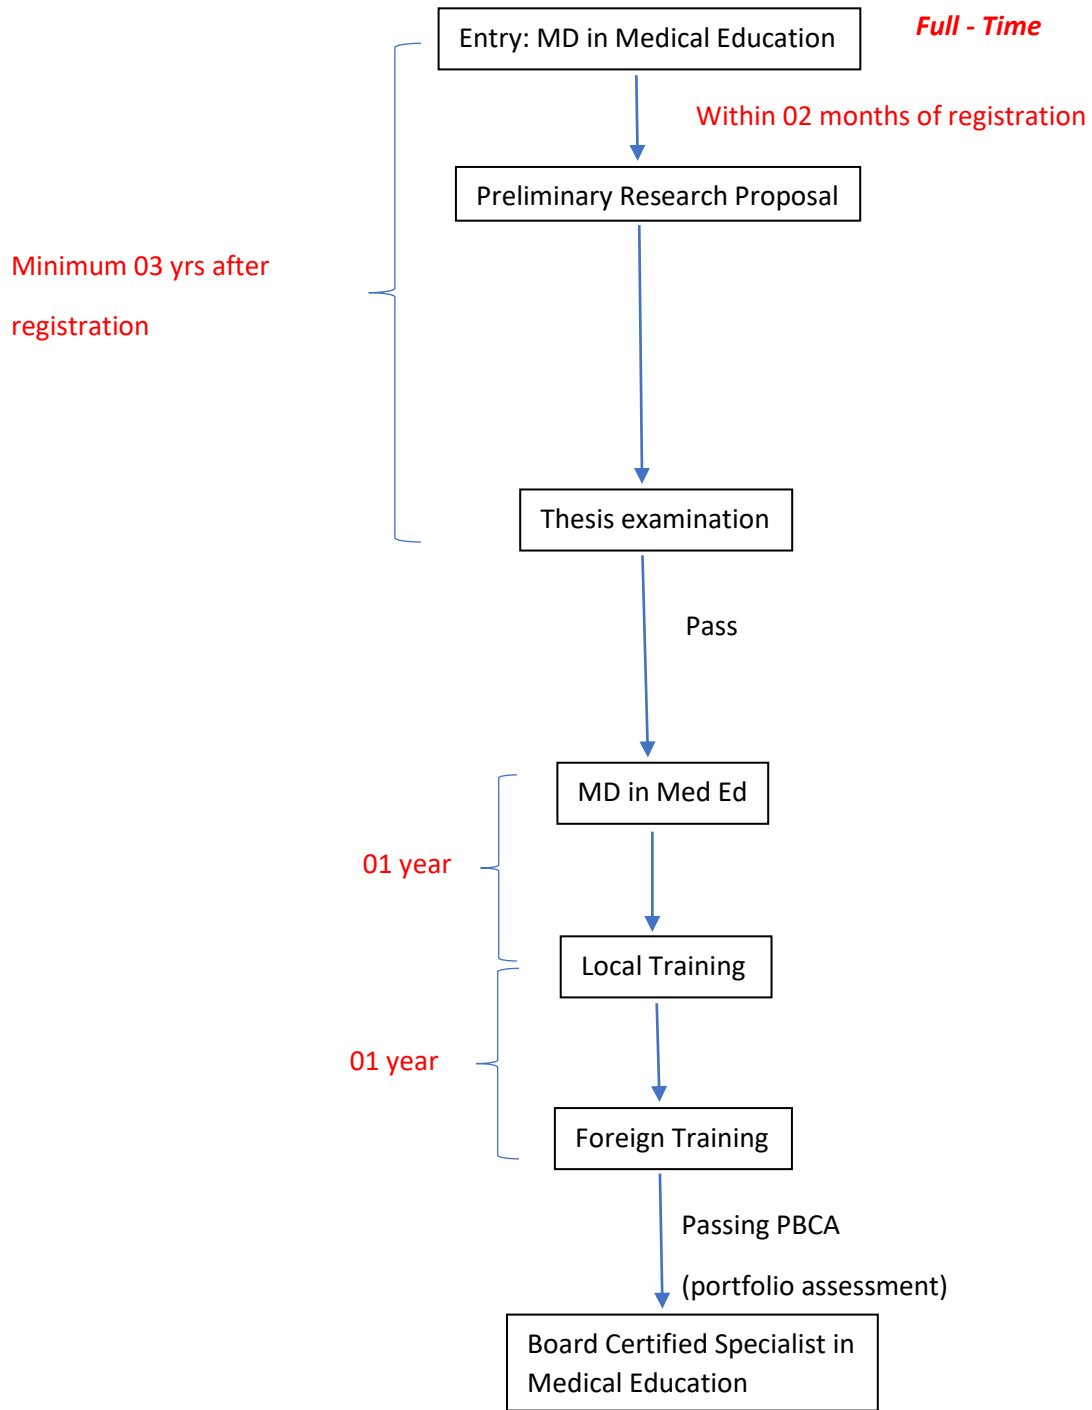 Entry: MD in Medical Education
Full - Time
Within 02 months of registration
Preliminary Research Proposal
Minimum 03 yrs after
registration
Thesis examination
Pass
MD in Med Ed
01 year
Local Training
01 year
Foreign Training
Passing PBCA
(portfolio assessment)
Board Certified Specialist in
Medical Education